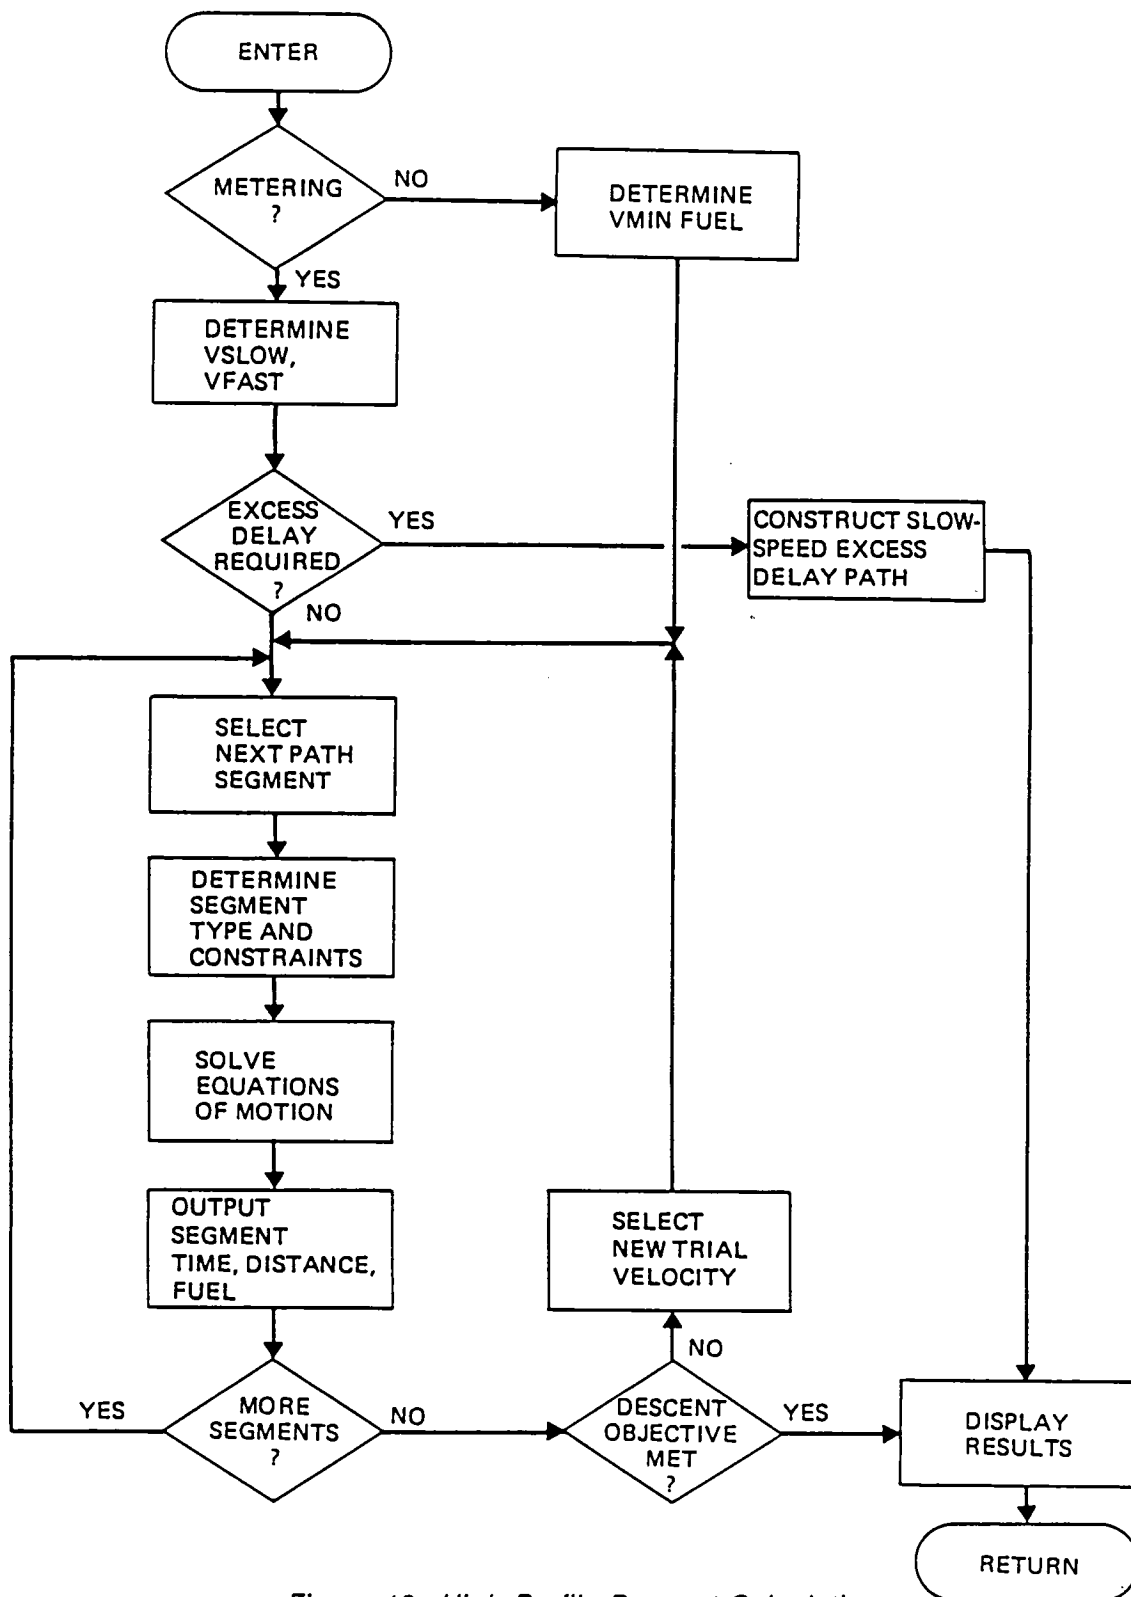 ENTER
METERING
?
NO
DETERMINE
VMIN FUEL
YES
DETERMINE
VSLOW,
VFAST
EXCESS
DELAY
REQUIRED
?
YES
CONSTRUCT SLOW-
SPEED EXCESS
DELAY PATH
NO
SELECT
NEXT PATH
SEGMENT
DETERMINE
SEGMENT
TYPE AND
CONSTRAINTS
SOLVE
EQUATIONS
OF MOTION
OUTPUT
SEGMENT
TIME, DISTANCE,
FUEL
SELECT
NEW TRIAL
VELOCITY
NO
YES
MORE
SEGMENTS
?
NO
DESCENT
OBJECTIVE
MET
?
YES
DISPLAY
RESULTS
RETURN